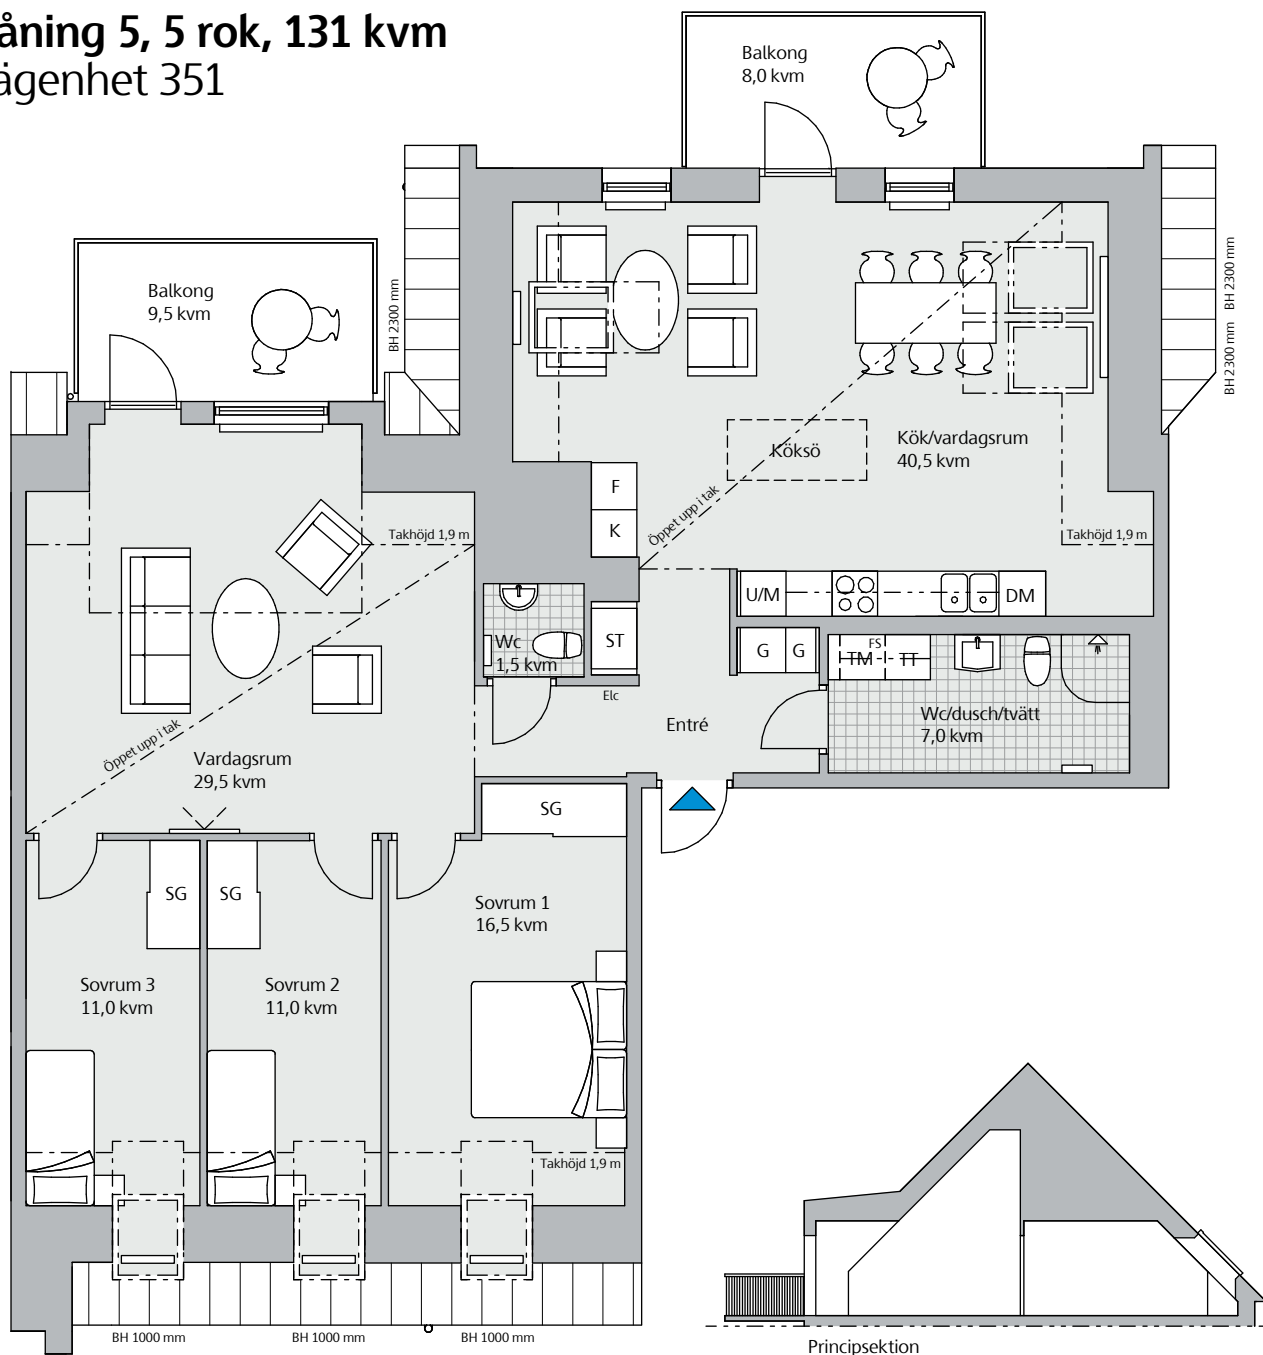 åning 5, 5 rok, 131 kvm
ägenhet 351
Balkong
8,0 kvm
Balkong
9,5 kvm
BH 2300 mm
BH 2300 mm
BH 2300 mm
Kök/vardagsrum
40,5 kvm
Köksö
Öppet upp i tak
F
K
Takhöjd 1,9 m
Takhöjd 1,9 m
U/M
DM
Wc
1,5 kvm
ST
Elc
G
G
FS
TM
TT
Wc/dusch/tvätt
7,0 kvm
Entré
Öppet upp i tak
Vardagsrum
29,5 kvm
SG
SG
SG
Sovrum 1
16,5 kvm
Sovrum 3
11,0 kvm
Sovrum 2
11,0 kvm
Takhöjd 1,9 m
BH 1000 mm
BH 1000 mm
BH 1000 mm
Principsektion